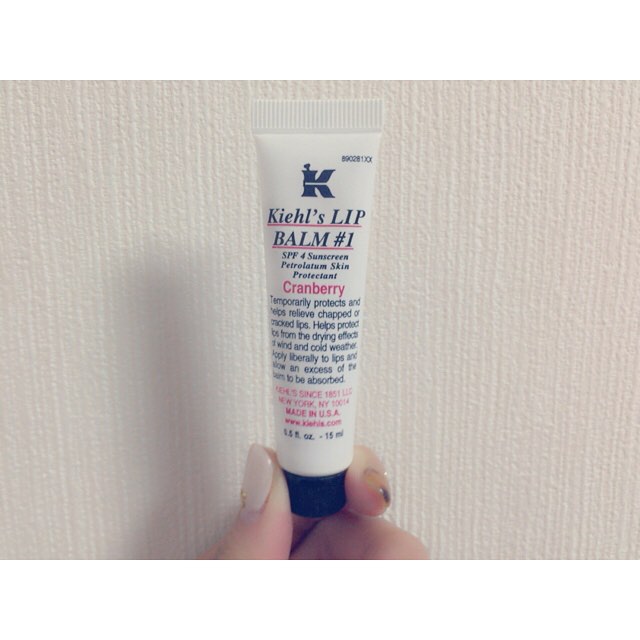 890281XX
K
Kiehl's LIP
BALM #1
SPF 4 Sunscreen
Petrolatum Skin
Protectant
Cranberry
Temporarily protects and
helps relieve chapped or
cracked lips. Helps protect
lips from the drying effects
of wind and cold weather.
Apply liberally to lips and
allow an excess of the
balm to be absorbed.
KIEHL'S SINCE 1851 LLC
NEW YORK, NY 10014
MADE IN U.S.A.
www.kiehls.com
0.5 fl. oz. - 15 ml